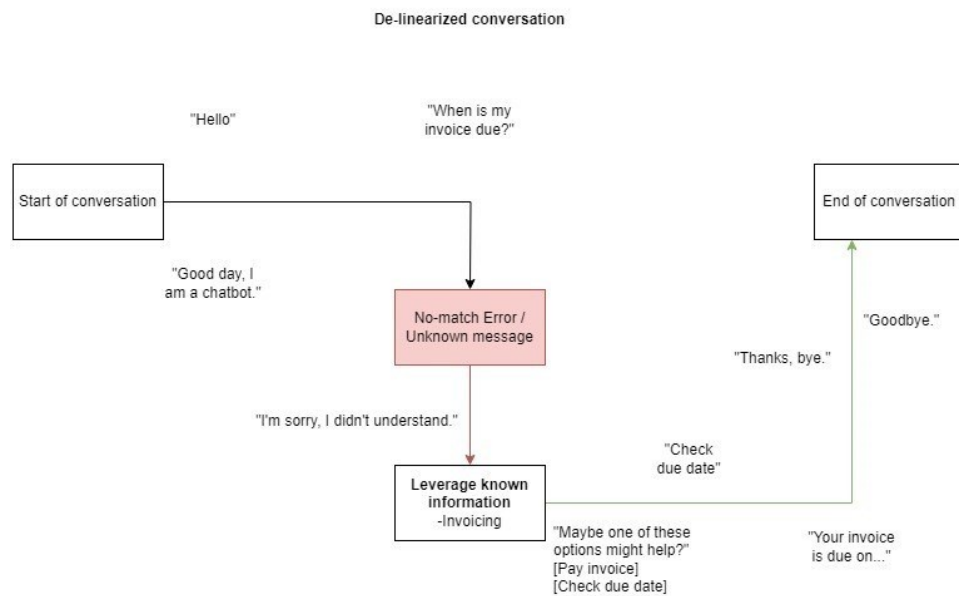 De-linearized conversation
"Hello"
"When is my
invoice due?"
Start of conversation
End of conversation
"Good day, I
am a chatbot."
No-match Error /
Unknown message
"Goodbye."
"Thanks, bye."
"I'm sorry, I didn't understand."
"Check
due date"
Leverage known
information
-Invoicing
"Maybe one of these
options might help?"
[Pay invoice]
[Check due date]
"Your invoice
is due on..."